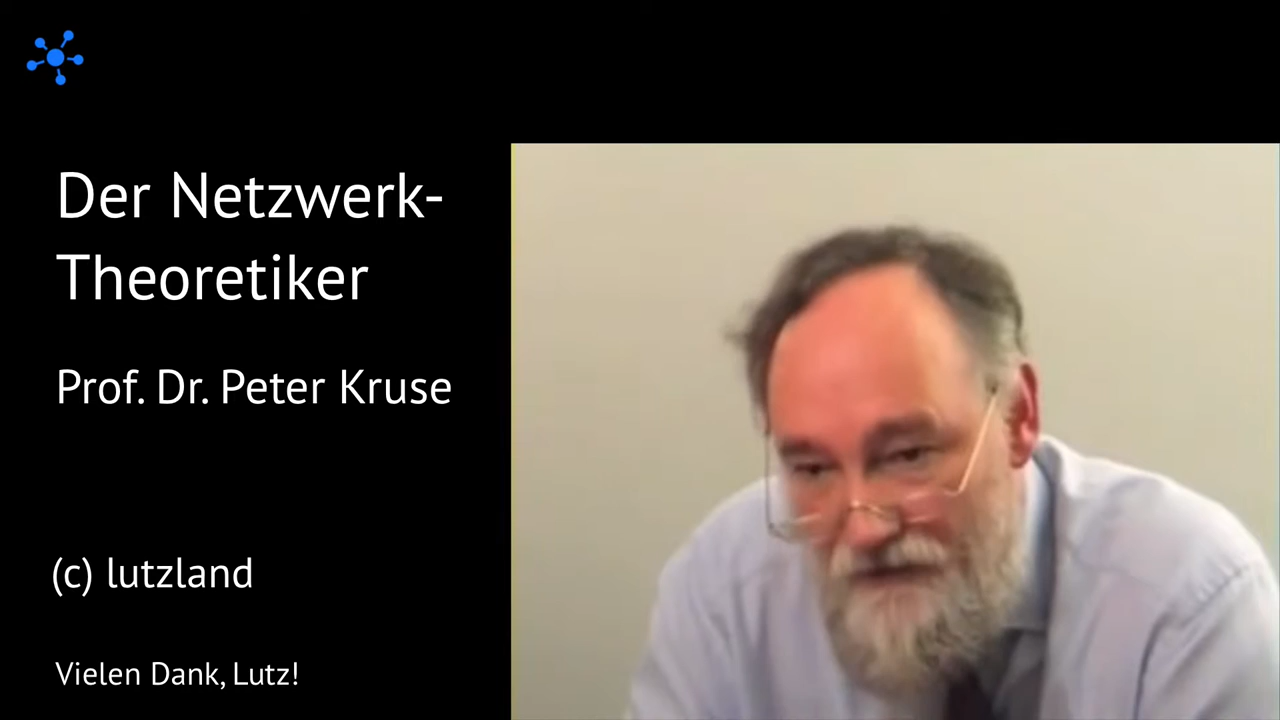 Der Netzwerk-
Theoretiker
Prof. Dr. Peter Kruse
(c) lutzland
Vielen Dank, Lutz!